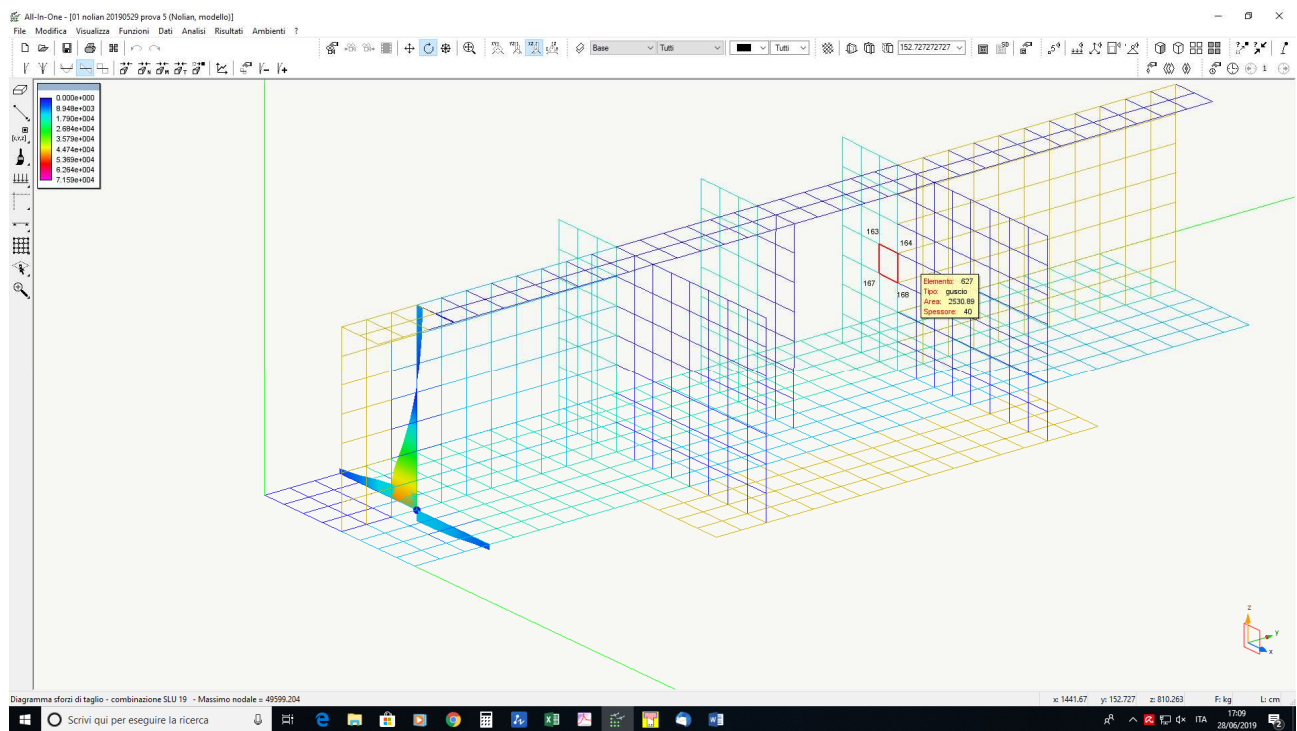 All-In-One - [01 nolian 20190529 prova 5 (Nolian, modello)]
File Modifica Visualizza Funzioni Dati Analisi Risultati Ambienti ?
Base Tutti Tutti 152.727272727
1
0.000e+000
8.948e+003
1.790e+004
2.684e+004
3.579e+004
4.474e+004
5.369e+004
6.264e+004
7.159e+004
[x,y,z]
163
164
167
168
Elemento: 627
Tipo: guscio
Area: 2530.89
Spessore: 40
z
y
x
Diagramma sforzi di taglio - combinazione SLU 19 - Massimo nodale = 49599.204
x: 1441.67 y: 152.727 z: 810.263 F: kg L: cm
Scrivi qui per eseguire la ricerca
ITA
17:09
28/06/2019
2